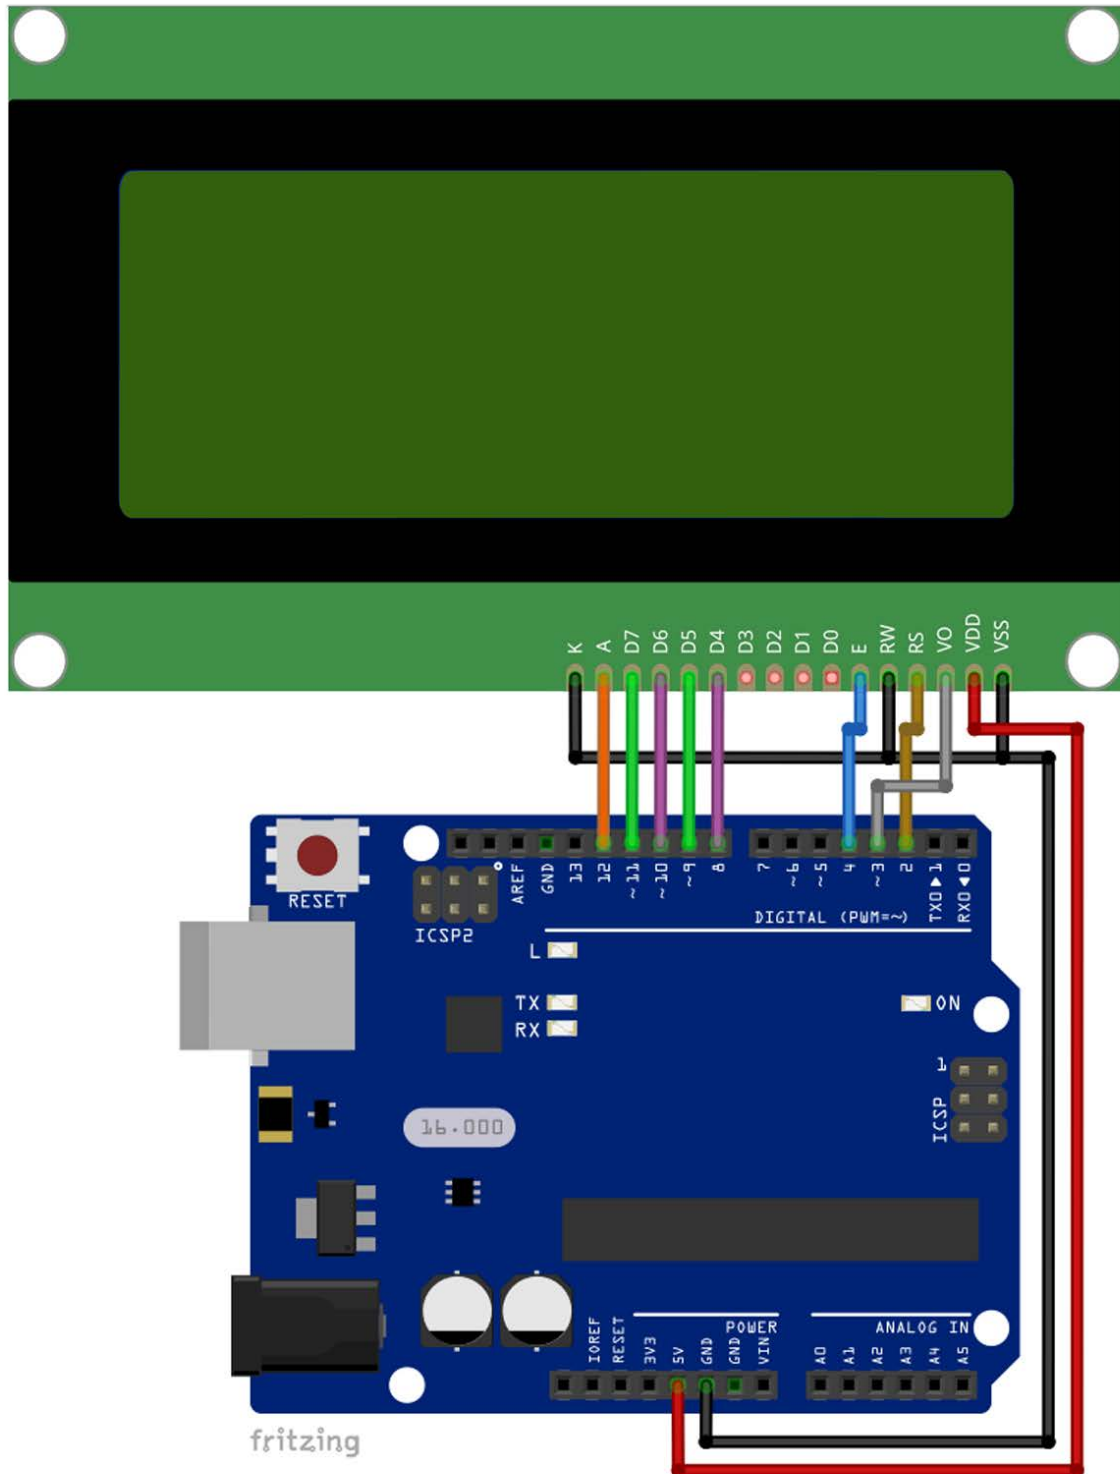 K A D7 D6 D5 D4 D3 D2 D1 D0 E RW RS VO VDD VSS
RESET
ICSP2
AREF GND 13 12 ~11 ~10 ~9 8 7 ~6 ~5 4 ~3 2 TX0▶1 RX0◀0
DIGITAL (PWM=~)
L
TX
RX
ON
1
ICSP
16.000
POWER
ANALOG IN
IOREF RESET 3V3 5V GND GND VIN A0 A1 A2 A3 A4 A5
fritzing